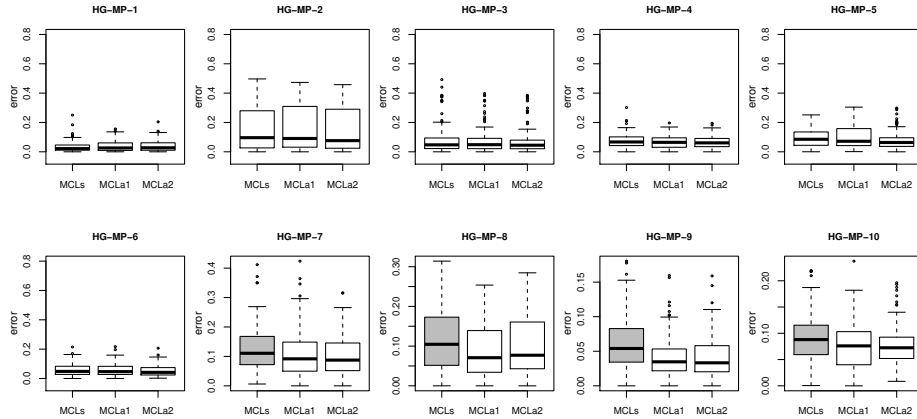 HG-MP-1 HG-MP-2 HG-MP-3 HG-MP-4 HG-MP-5
error 0.0 0.2 0.4 0.6 0.8 MCLs MCLa1 MCLa2
error 0.0 0.2 0.4 0.6 0.8 MCLs MCLa1 MCLa2
error 0.0 0.2 0.4 0.6 0.8 MCLs MCLa1 MCLa2
error 0.0 0.2 0.4 0.6 0.8 MCLs MCLa1 MCLa2
error 0.0 0.2 0.4 0.6 0.8 MCLs MCLa1 MCLa2
HG-MP-6 HG-MP-7 HG-MP-8 HG-MP-9 HG-MP-10
error 0.0 0.2 0.4 0.6 0.8 MCLs MCLa1 MCLa2
error 0.0 0.1 0.2 0.3 0.4 MCLs MCLa1 MCLa2
error 0.00 0.10 0.20 0.30 MCLs MCLa1 MCLa2
error 0.00 0.05 0.10 0.15 MCLs MCLa1 MCLa2
error 0.00 0.10 0.20 MCLs MCLa1 MCLa2